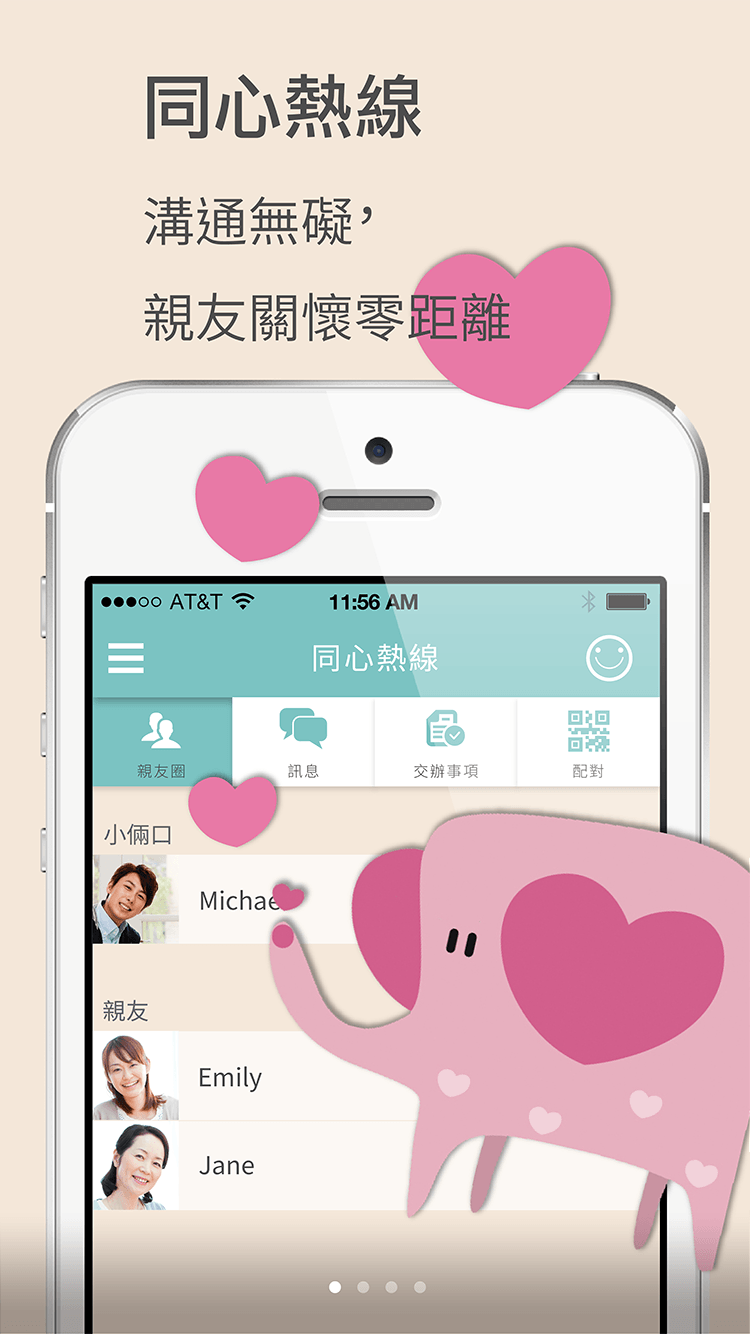 同心熱線
溝通無礙，
親友關懷零距離
AT&T 11:56 AM
同心熱線
親友圈 訊息 交辦事項 配對
小倆口
Michae
親友
Emily
Jane